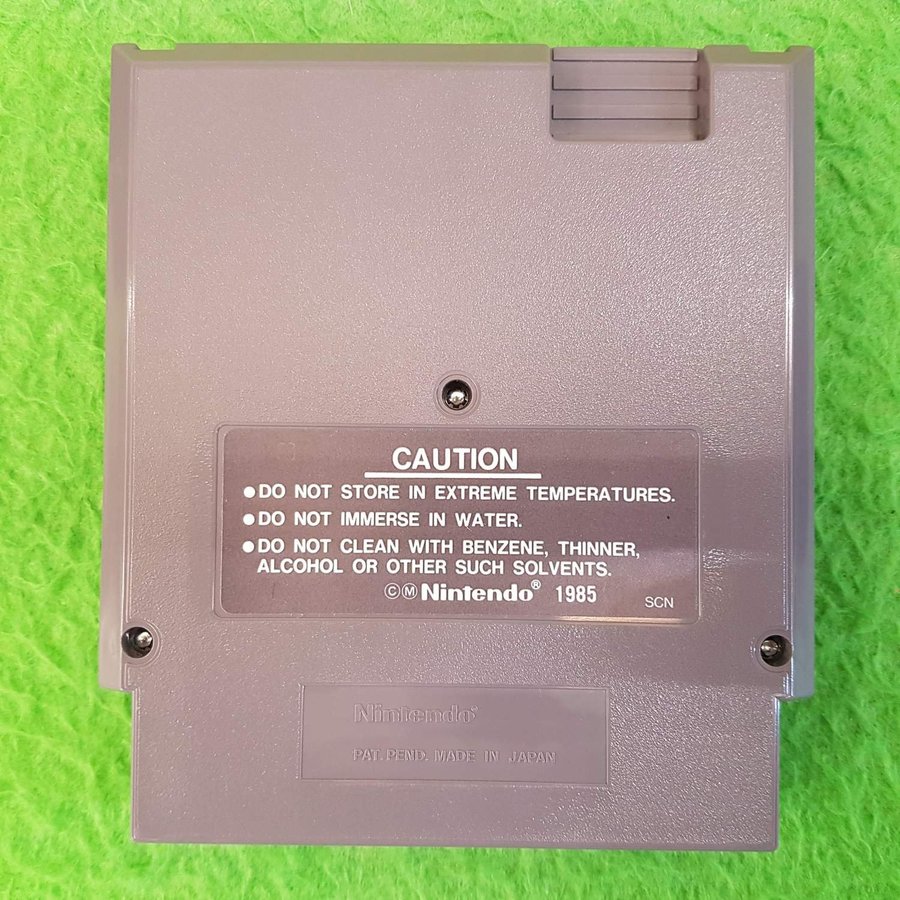 CAUTION
●DO NOT STORE IN EXTREME TEMPERATURES.
●DO NOT IMMERSE IN WATER.
●DO NOT CLEAN WITH BENZENE, THINNER,
ALCOHOL OR OTHER SUCH SOLVENTS.
©Ⓜ Nintendo® 1985 SCN
Nintendo®
PAT. PEND. MADE IN JAPAN